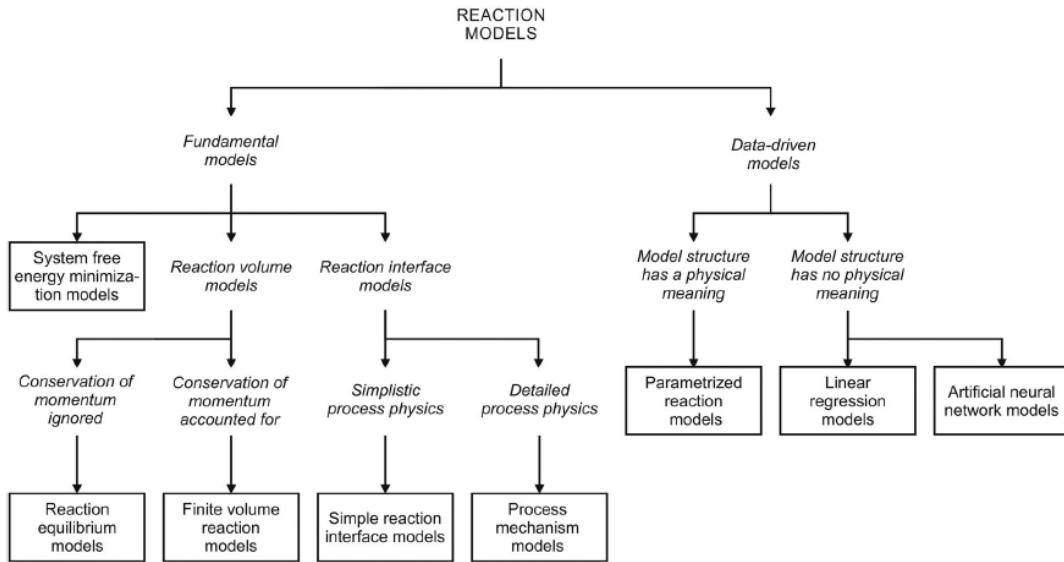 REACTION
MODELS
Fundamental
models
Data-driven
models
System free
energy minimiza-
tion models
Reaction volume
models
Reaction interface
models
Model structure
has a physical
meaning
Model structure
has no physical
meaning
Conservation of
momentum
ignored
Conservation of
momentum
accounted for
Simplistic
process physics
Detailed
process physics
Parametrized
reaction models
Linear
regression models
Artificial neural
network models
Reaction
equilibrium
models
Finite volume
reaction
models
Simple reaction
interface models
Process
mechanism
models